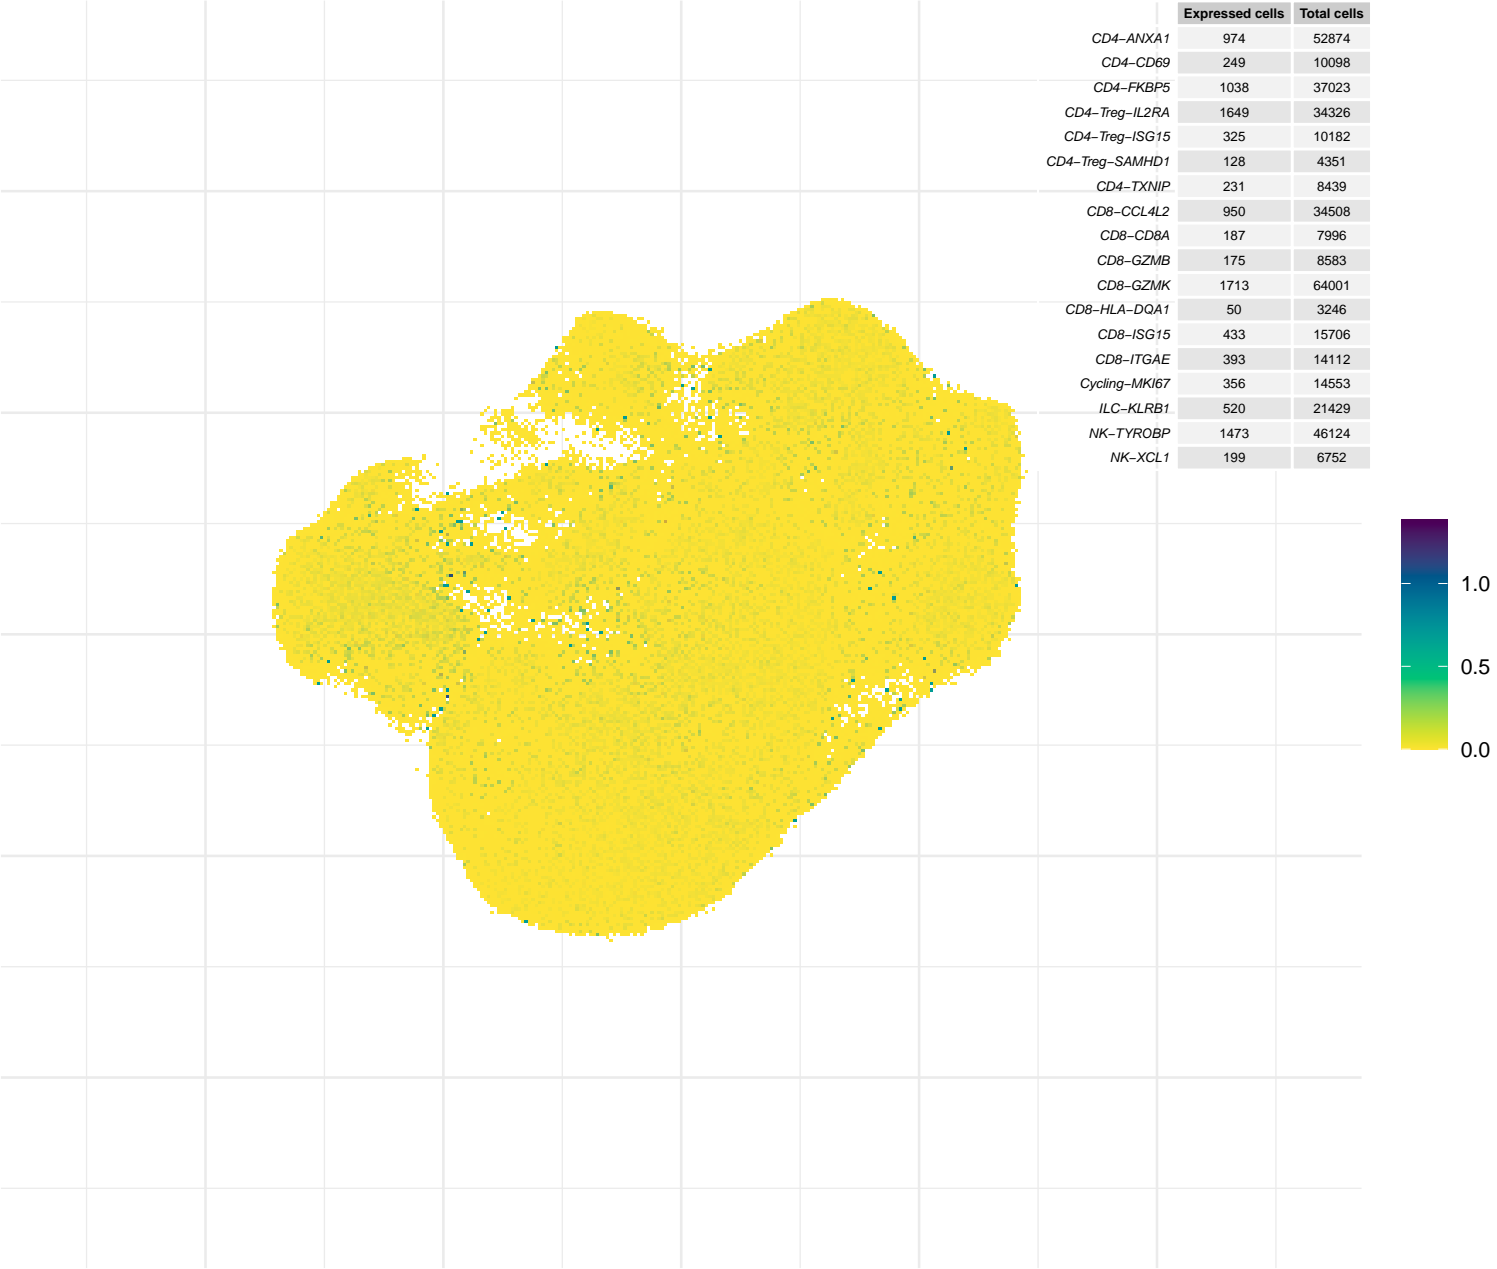 Expressed cells Total cells
CD4−ANXA1 974 52874
CD4−CD69 249 10098
CD4−FKBP5 1038 37023
CD4−Treg−IL2RA 1649 34326
CD4−Treg−ISG15 325 10182
CD4−Treg−SAMHD1 128 4351
CD4−TXNIP 231 8439
CD8−CCL4L2 950 34508
CD8−CD8A 187 7996
CD8−GZMB 175 8583
CD8−GZMK 1713 64001
CD8−HLA−DQA1 50 3246
CD8−ISG15 433 15706
CD8−ITGAE 393 14112
Cycling−MKI67 356 14553
ILC−KLRB1 520 21429
NK−TYROBP 1473 46124
NK−XCL1 199 6752
1.0
0.5
0.0